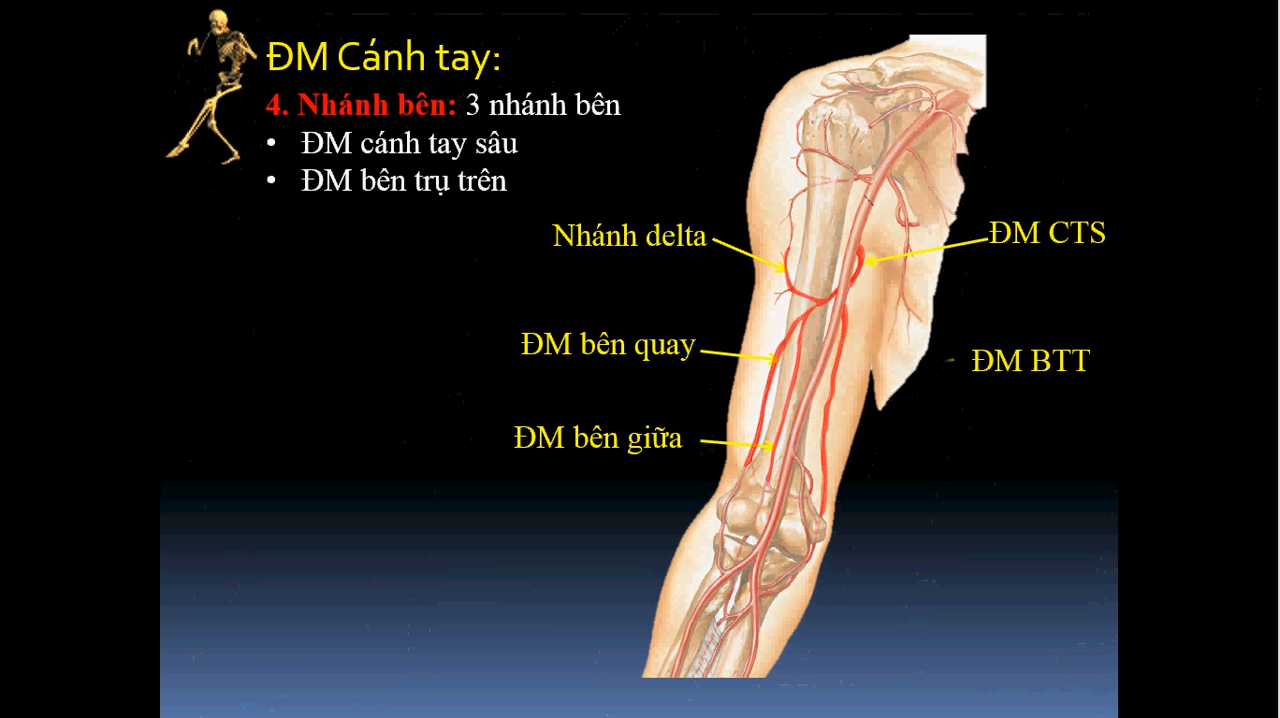 ĐM Cánh tay:
4. Nhánh bên: 3 nhánh bên
• ĐM cánh tay sâu
• ĐM bên trụ trên
Nhánh delta
ĐM CTS
ĐM bên quay
ĐM BTT
ĐM bên giữa